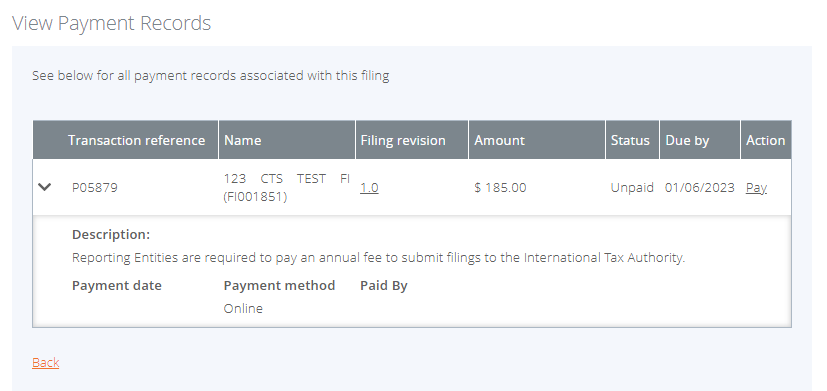 View Payment Records
See below for all payment records associated with this filing
Transaction reference Name Filing revision Amount Status Due by Action
P05879 123 CTS TEST FI (FI001851) 1.0 $ 185.00 Unpaid 01/06/2023 Pay
Description:
Reporting Entities are required to pay an annual fee to submit filings to the International Tax Authority.
Payment date Payment method Paid By
Online
Back